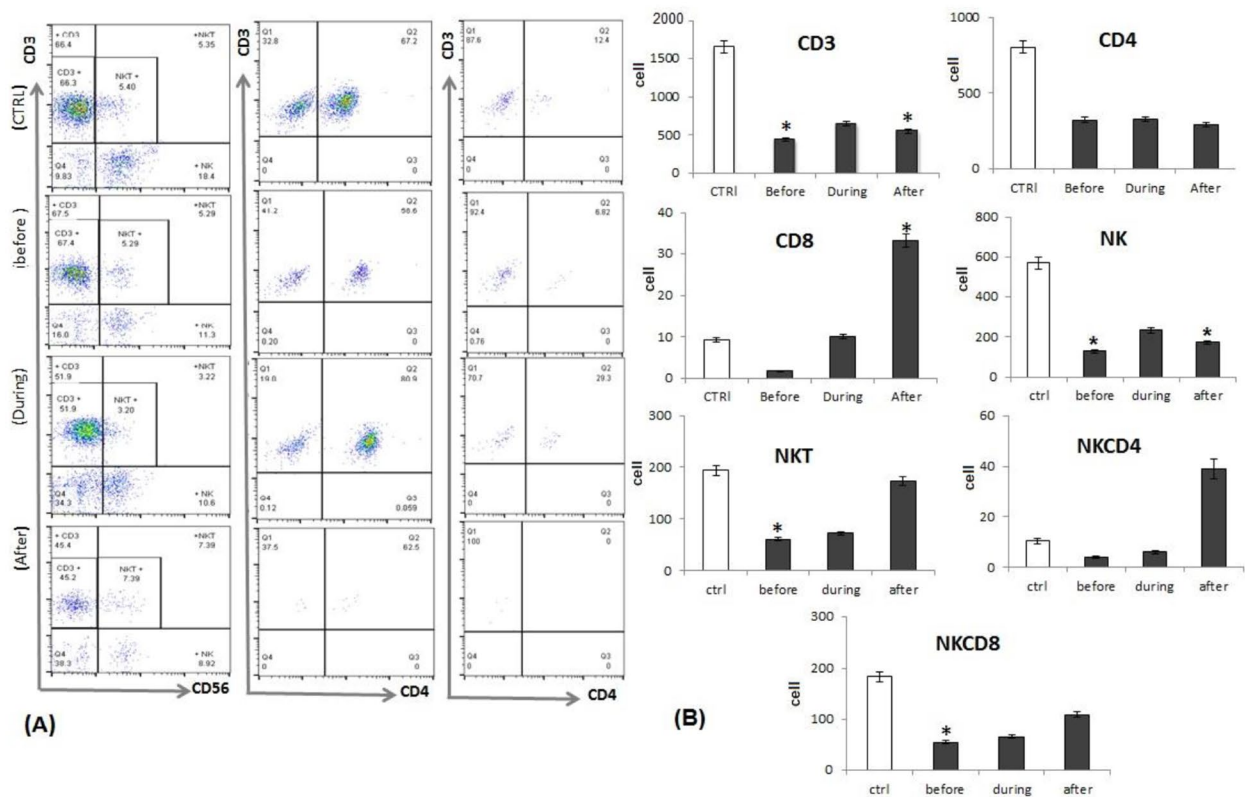 CD3
(CTRL)
+ CD3
66.4
+NKT
5.35
CD3 +
66.3
NKT +
5.40
Q4
9.83
+ NK
18.4
CD3
Q1
32.8
Q2
67.2
Q4
0
Q3
0
CD3
Q1
87.6
Q2
12.4
Q4
0
Q3
0
ibefore )
+ CD3
67.5
+NKT
5.29
CD3 +
67.4
NKT +
5.29
Q4
16.0
+ NK
11.3
Q1
41.2
Q2
58.6
Q4
0.20
Q3
0
Q1
92.4
Q2
6.82
Q4
0.76
Q3
0
(During)
+ CD3
51.9
+NKT
3.22
CD3 +
51.9
NKT +
3.20
Q4
34.3
+ NK
10.6
Q1
19.0
Q2
80.9
Q4
0.12
Q3
0.059
Q1
70.7
Q2
29.3
Q4
0
Q3
0
(After)
+ CD3
45.4
+NKT
7.39
CD3 +
45.2
NKT +
7.39
Q4
38.3
+ NK
8.92
Q1
37.5
Q2
62.5
Q4
0
Q3
0
Q1
100
Q2
0
Q4
0
Q3
0
CD56
CD4
CD4
(A)
CD3
cell
2000
1500
1000
500
0
* *
CTRl Before During After
CD4
cell
1000
500
0
CTRl Before During After
CD8
cell
40
30
20
10
0
*
CTRl Before During After
NK
cell
800
600
400
200
0
* *
ctrl before during after
NKT
cell
300
200
100
0
*
ctrl before during after
NKCD4
cell
60
40
20
0
ctrl before during after
NKCD8
cell
300
200
100
0
*
ctrl before during after
(B)